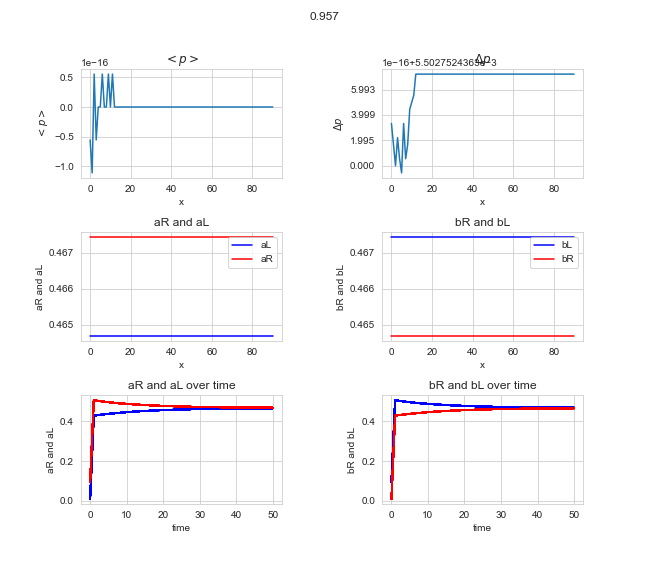 0.957
1e−16
< p >
0.5
0.0
−0.5
−1.0
< p >
0 20 40 60 80
x
Δp
5.993
3.999
1.995
0.000
Δp
0 20 40 60 80
x
aR and aL
0.467
0.466
0.465
aR and aL
aL
aR
0 20 40 60 80
x
bR and bL
0.467
0.466
0.465
bR and bL
bL
bR
0 20 40 60 80
x
aR and aL over time
0.4
0.2
0.0
aR and aL
0 10 20 30 40 50
time
bR and bL over time
0.4
0.2
0.0
bR and bL
0 10 20 30 40 50
time